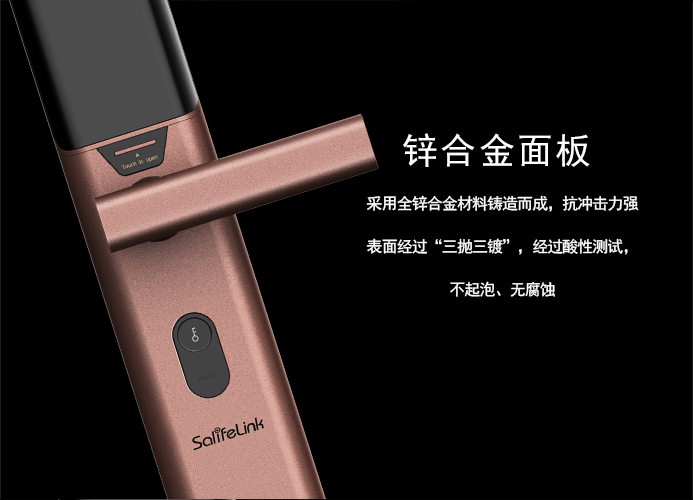 锌合金面板
采用全锌合金材料铸造而成，抗冲击力强
表面经过“三抛三镀”，经过酸性测试，
不起泡、无腐蚀
Touch to open
SalifeLink